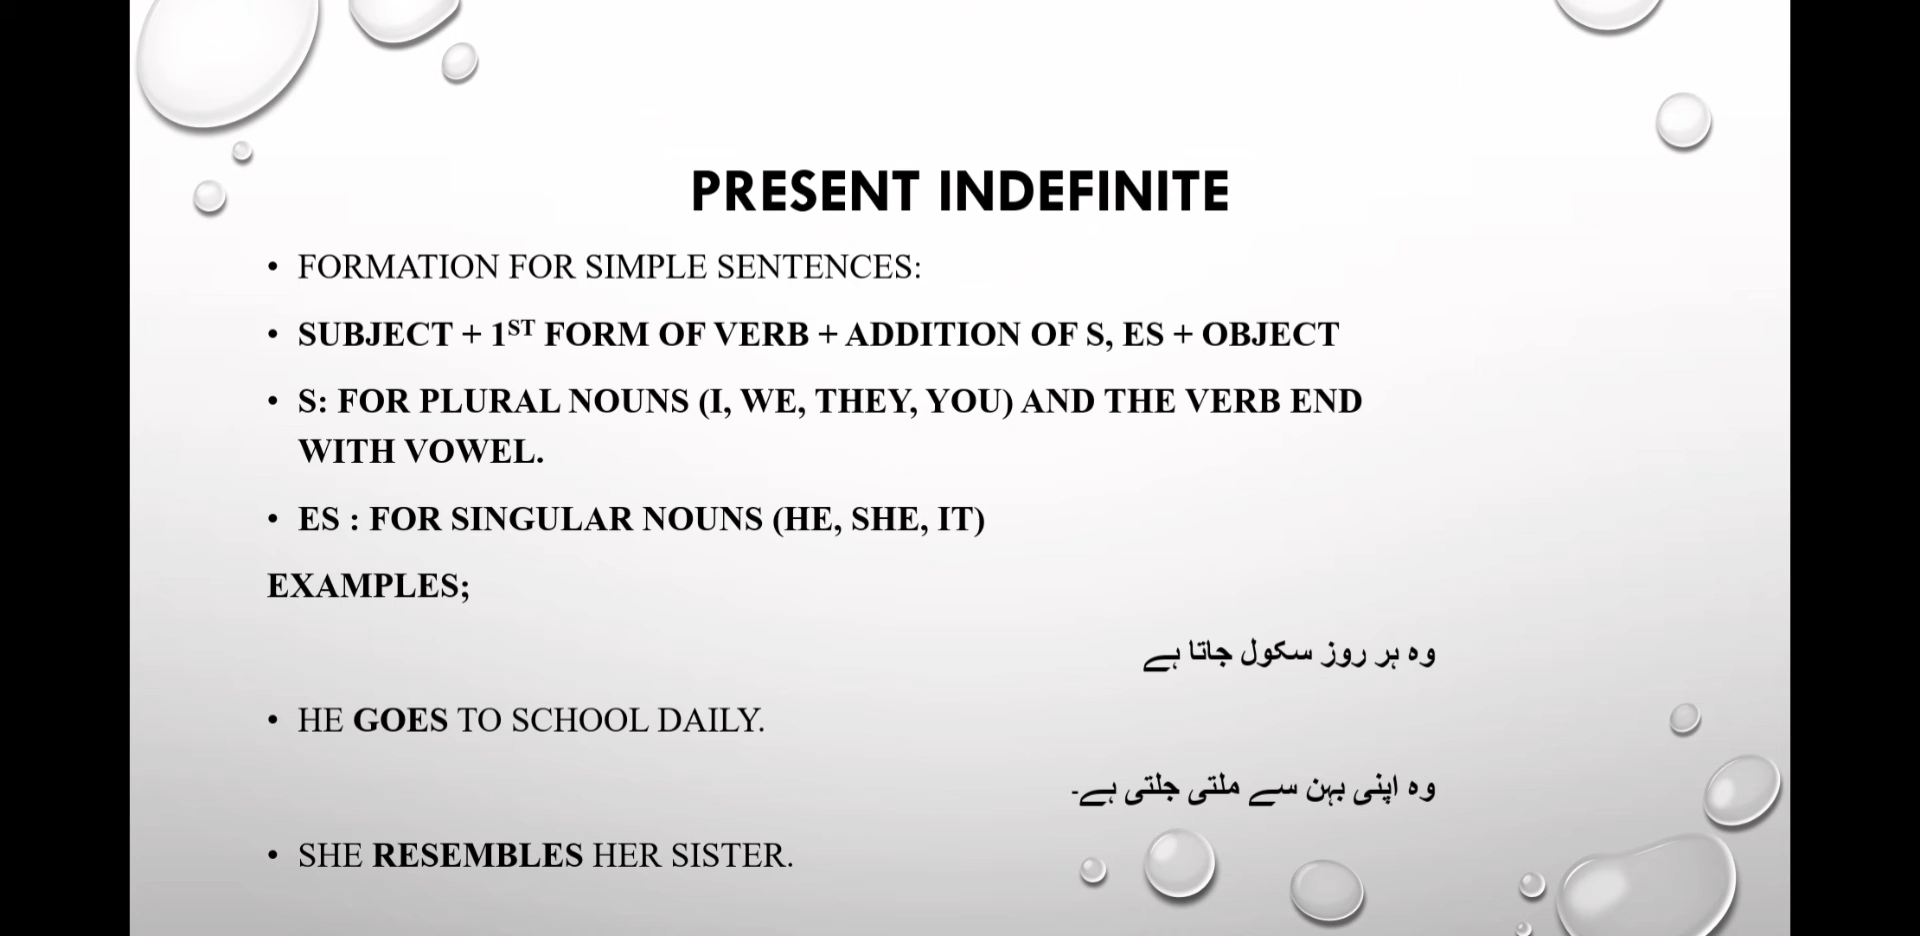 PRESENT INDEFINITE
• FORMATION FOR SIMPLE SENTENCES:
• SUBJECT + 1ST FORM OF VERB + ADDITION OF S, ES + OBJECT
• S: FOR PLURAL NOUNS (I, WE, THEY, YOU) AND THE VERB END
WITH VOWEL.
• ES : FOR SINGULAR NOUNS (HE, SHE, IT)
EXAMPLES;
وہ ہر روز سکول جاتا ہے
• HE GOES TO SCHOOL DAILY.
وہ اپنی بہن سے ملتی جلتی ہے۔
• SHE RESEMBLES HER SISTER.